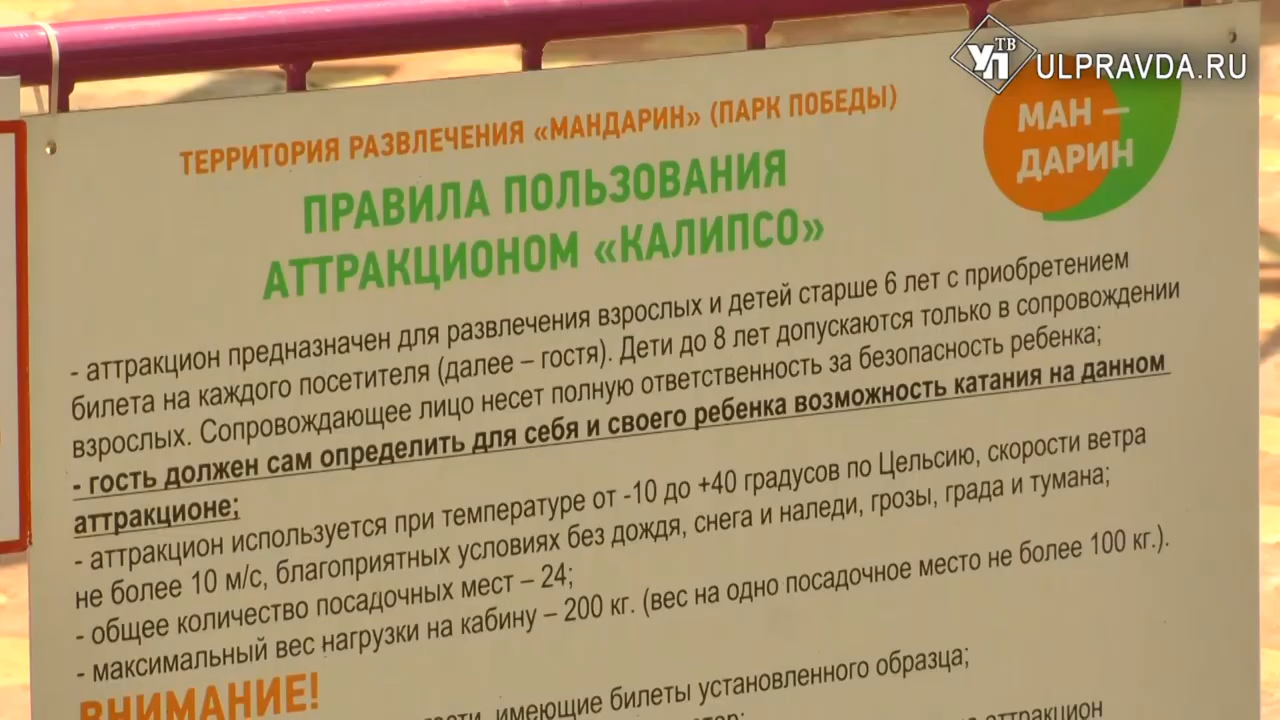 УП ТВ ULPRAVDA.RU
МАН –
ДАРИН
ТЕРРИТОРИЯ РАЗВЛЕЧЕНИЯ «МАНДАРИН» (ПАРК ПОБЕДЫ)
ПРАВИЛА ПОЛЬЗОВАНИЯ
АТТРАКЦИОНОМ «КАЛИПСО»
- аттракцион предназначен для развлечения взрослых и детей старше 6 лет с приобретением
билета на каждого посетителя (далее – гостя). Дети до 8 лет допускаются только в сопровождении
взрослых. Сопровождающее лицо несет полную ответственность за безопасность ребенка;
- гость должен сам определить для себя и своего ребенка возможность катания на данном
аттракционе;
- аттракцион используется при температуре от -10 до +40 градусов по Цельсию, скорости ветра
не более 10 м/с, благоприятных условиях без дождя, снега и наледи, грозы, града и тумана;
- общее количество посадочных мест – 24;
- максимальный вес нагрузки на кабину – 200 кг. (вес на одно посадочное место не более 100 кг.).
ВНИМАНИЕ!
имеющие билеты установленного образца;
аттракцион